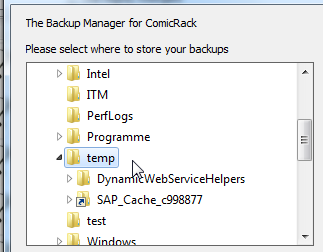 The Backup Manager for ComicRack
Please select where to store your backups
Intel
ITM
PerfLogs
Programme
temp
DynamicWebServiceHelpers
SAP_Cache_c998877
test
Windows